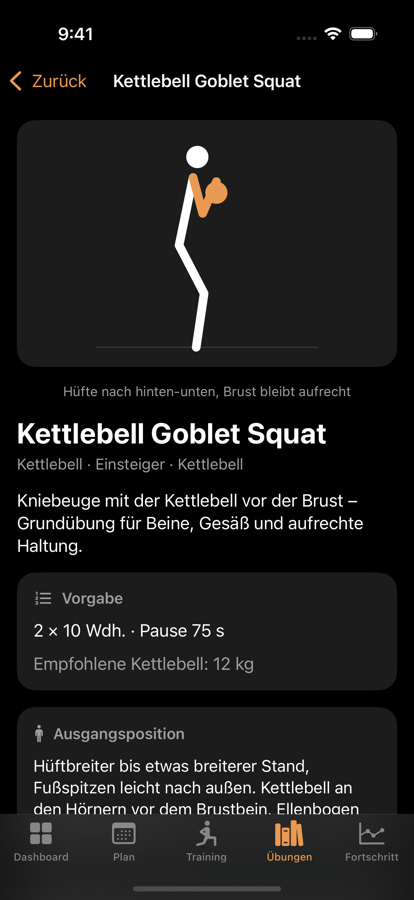 9:41
Zurück
Kettlebell Goblet Squat
Hüfte nach hinten-unten, Brust bleibt aufrecht
Kettlebell Goblet Squat
Kettlebell · Einsteiger · Kettlebell
Kniebeuge mit der Kettlebell vor der Brust –
Grundübung für Beine, Gesäß und aufrechte
Haltung.
Vorgabe
2 × 10 Wdh. · Pause 75 s
Empfohlene Kettlebell: 12 kg
Ausgangsposition
Hüftbreiter bis etwas breiterer Stand,
Fußspitzen leicht nach außen. Kettlebell an
den Hörnern vor dem Brustbein, Ellenbogen
Dashboard
Plan
Training
Übungen
Fortschritt